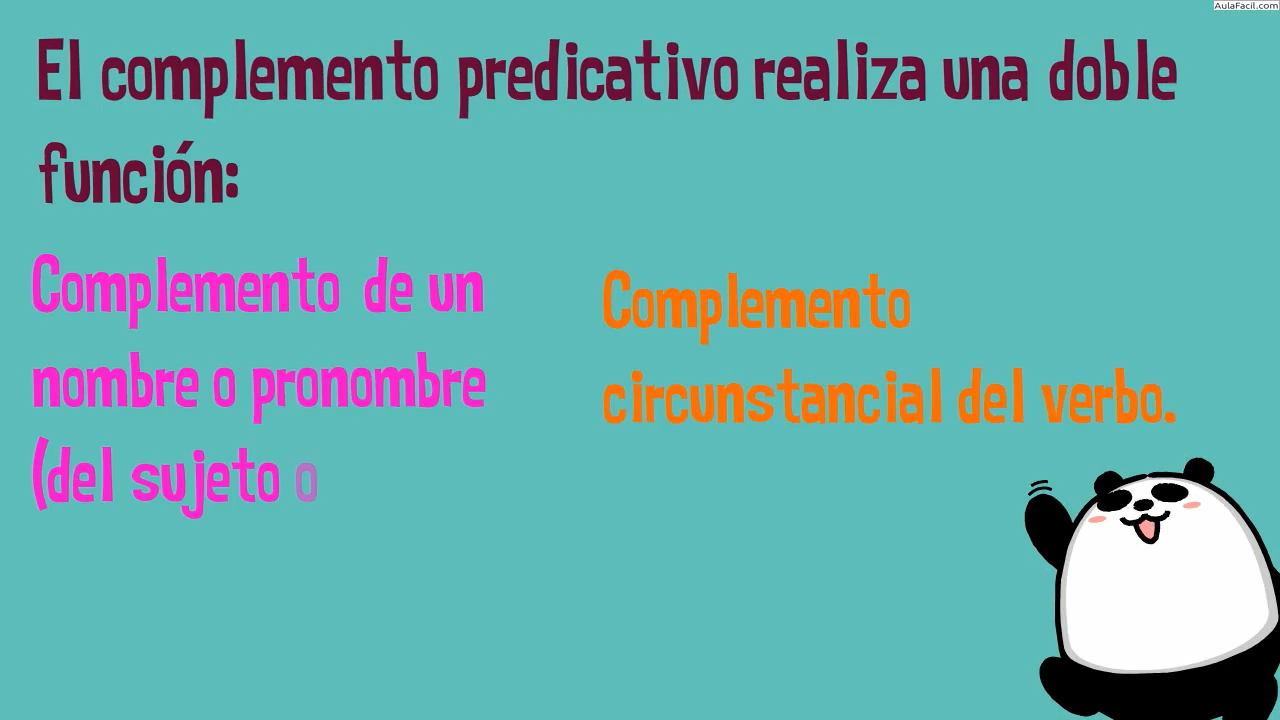 AulaFacil.com
El complemento predicativo realiza una doble
función:
Complemento de un
nombre o pronombre
(del sujeto o
Complemento
circunstancial del verbo.